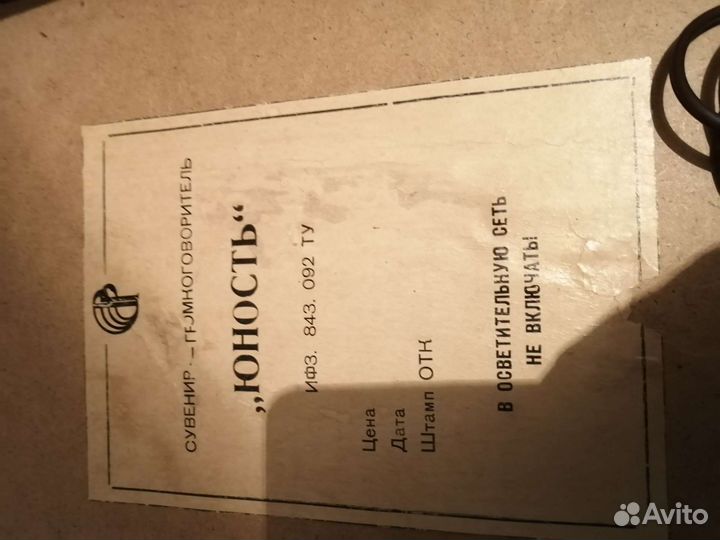 СУВЕНИР - ГРОМКОГОВОРИТЕЛЬ
„ЮНОСТЬ“
ИФЗ. 843. 092 ТУ
Цена
Дата
Штамп ОТК
В ОСВЕТИТЕЛЬНУЮ СЕТЬ
НЕ ВКЛЮЧАТЬ!
Avito